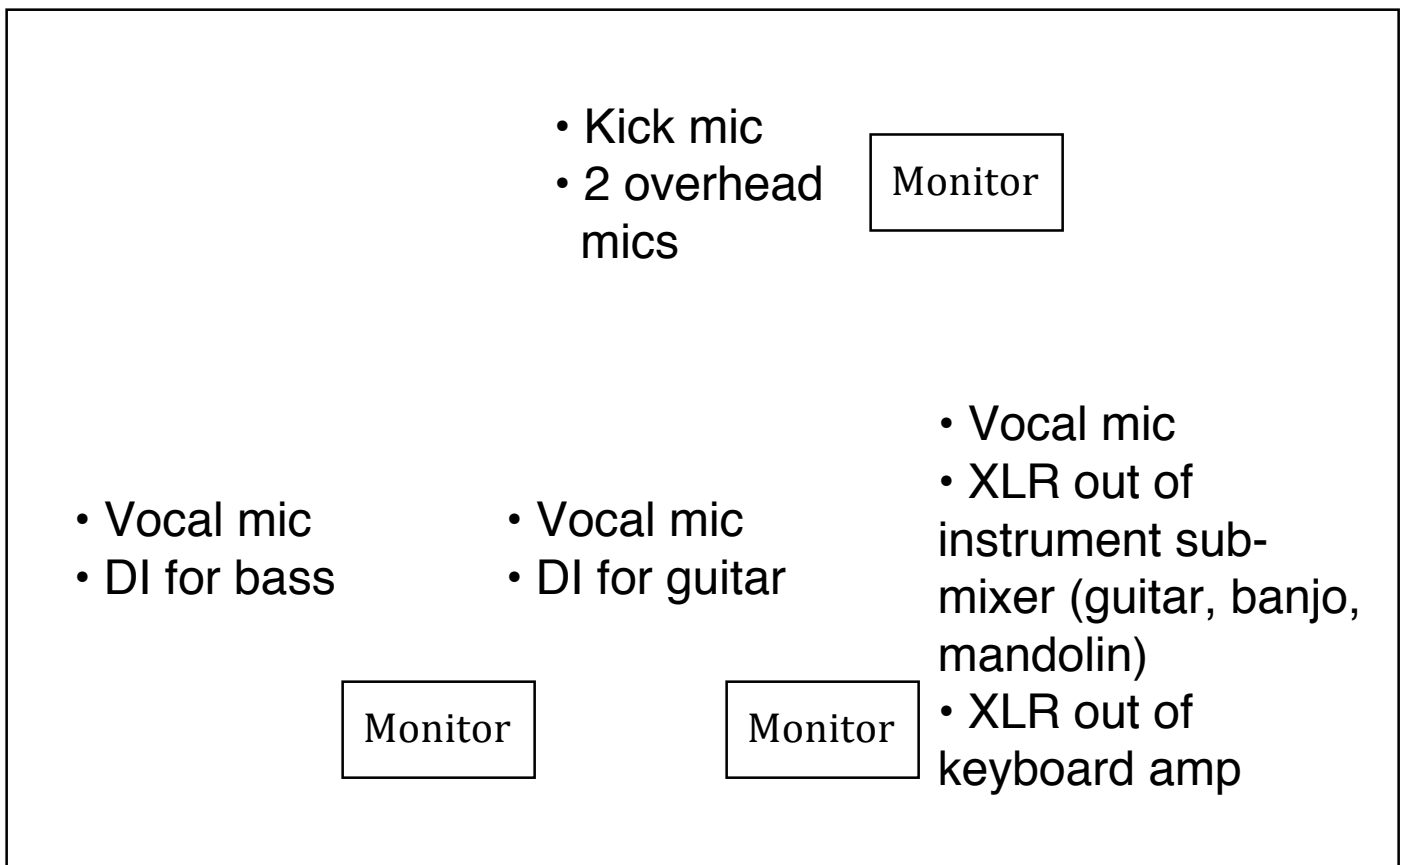 • Kick mic
• 2 overhead
mics
Monitor
• Vocal mic
• DI for bass
• Vocal mic
• DI for guitar
• Vocal mic
• XLR out of
instrument sub-
mixer (guitar, banjo,
mandolin)
• XLR out of
keyboard amp
Monitor
Monitor